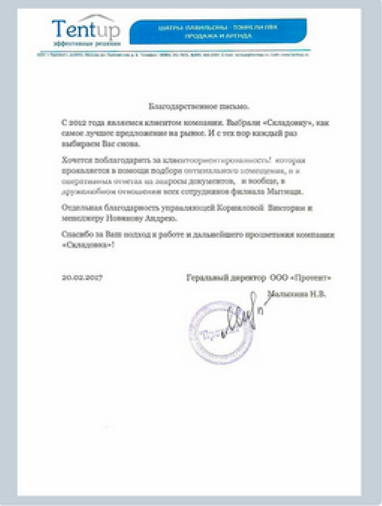 Tentup
эффективные решения
ШАТРЫ · ПАВИЛЬОНЫ · ТОННЕЛИ ПВХ
ПРОДАЖА И АРЕНДА
Благодарственное письмо.
С 2012 года являемся клиентом компании. Выбрали «Складовку», как
самое лучшее предложение на рынке. И с тех пор каждый раз
выбираем Вас снова.
Хочется поблагодарить за клиентоориентированность! которая
проявляется в помощи подбора оптимального помещения, и в
оперативных ответах на запросы документов, и вообще, в
дружелюбном отношении всех сотрудников филиала Мытищи.
Отдельная благодарность управляющей Корниловой Виктории и
менеджеру Новикову Андрею.
Спасибо за Ваш подход к работе и дальнейшего процветания компании
«Складовка»!
20.02.2017 Геральный директор ООО «Протент»
Малыхина Н.В.